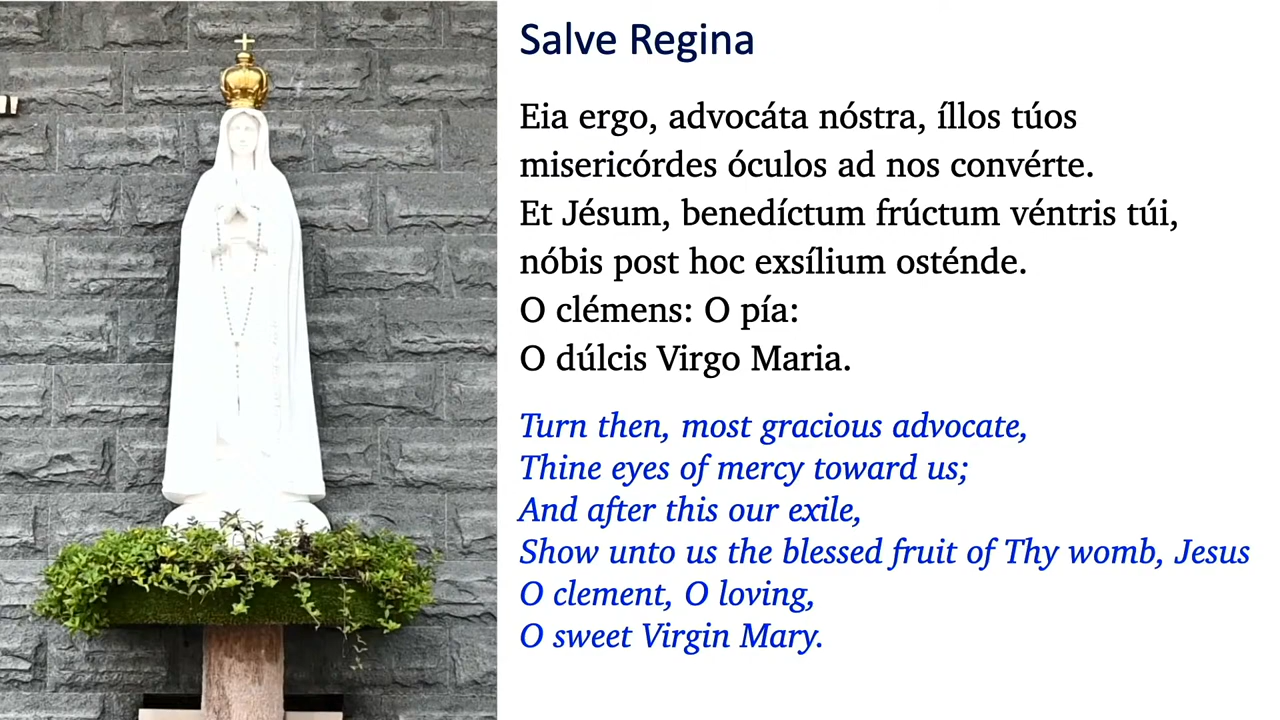 Salve Regina
Eia ergo, advocáta nóstra, íllos túos
misericórdes óculos ad nos convérte.
Et Jésum, benedíctum frúctum véntris túi,
nóbis post hoc exsílium osténde.
O clémens: O pía:
O dúlcis Virgo Maria.
Turn then, most gracious advocate,
Thine eyes of mercy toward us;
And after this our exile,
Show unto us the blessed fruit of Thy womb, Jesus
O clement, O loving,
O sweet Virgin Mary.